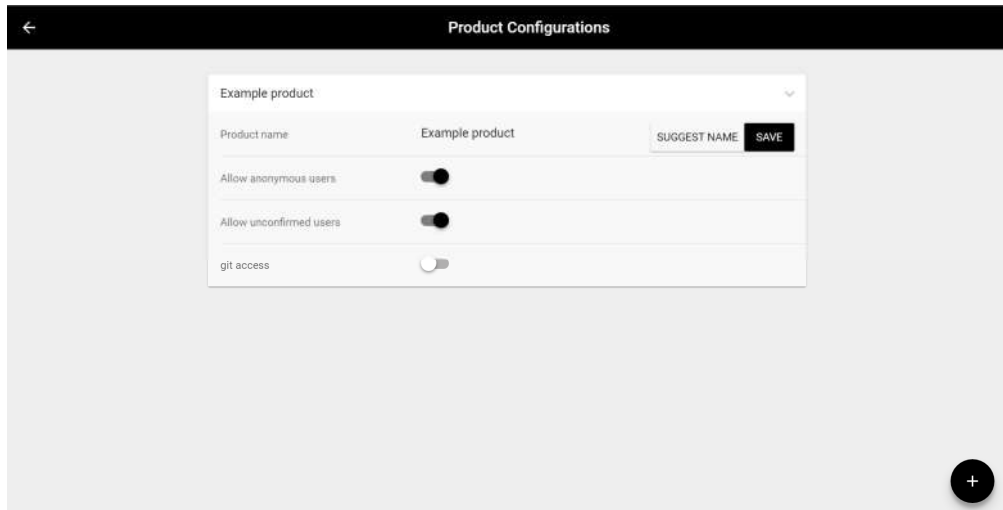 Product Configurations
Example product
Product name Example product SUGGEST NAME SAVE
Allow anonymous users
Allow unconfirmed users
git access